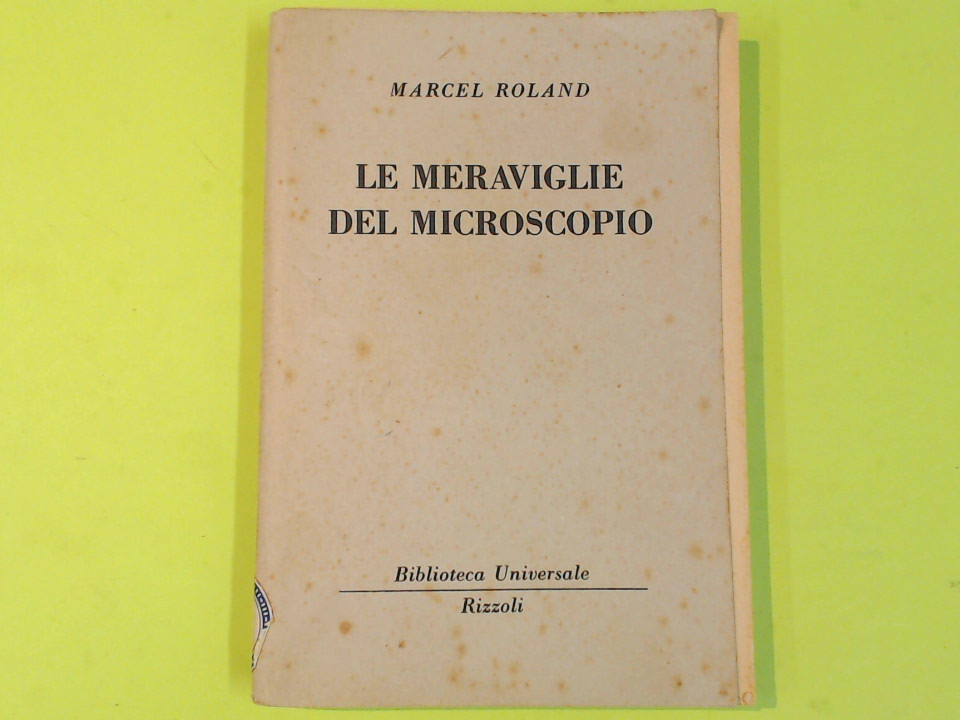 MARCEL ROLAND
LE MERAVIGLIE
DEL MICROSCOPIO
Biblioteca Universale
Rizzoli